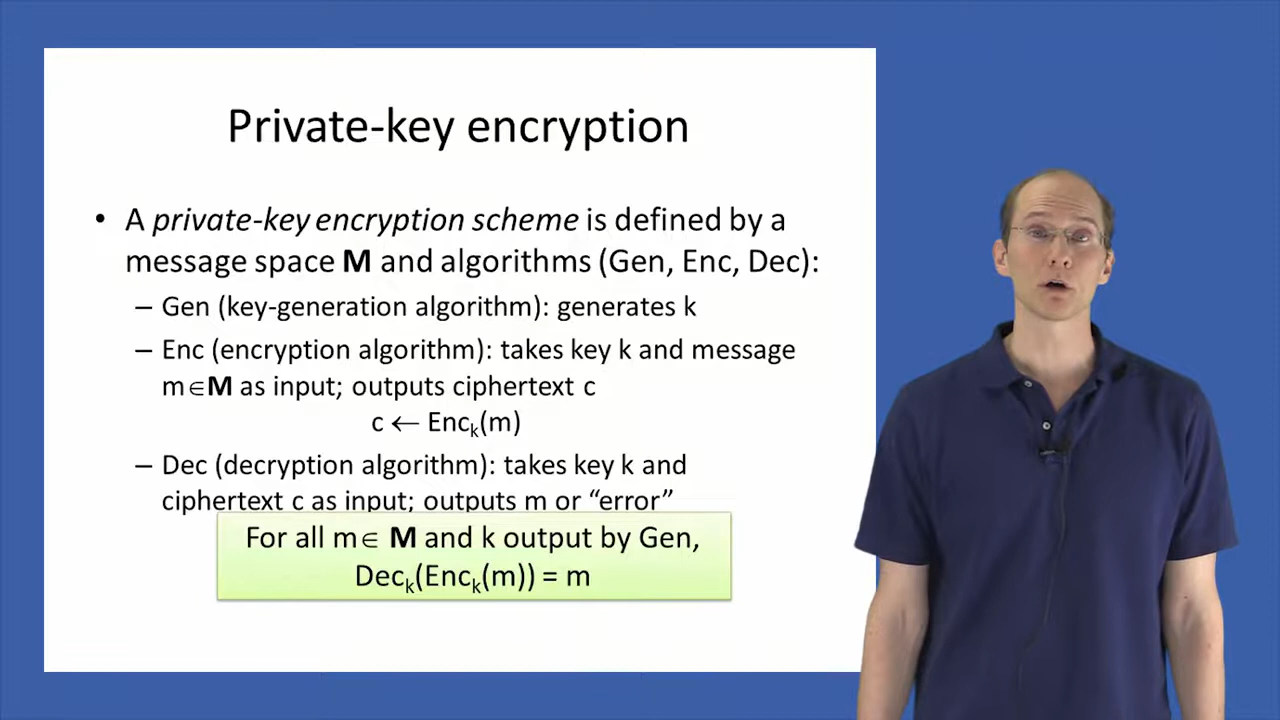 Private-key encryption
• A private-key encryption scheme is defined by a
message space M and algorithms (Gen, Enc, Dec):
– Gen (key-generation algorithm): generates k
– Enc (encryption algorithm): takes key k and message
m∈M as input; outputs ciphertext c
c ← Enck(m)
– Dec (decryption algorithm): takes key k and
ciphertext c as input; outputs m or “error”
For all m∈ M and k output by Gen,
Deck(Enck(m)) = m